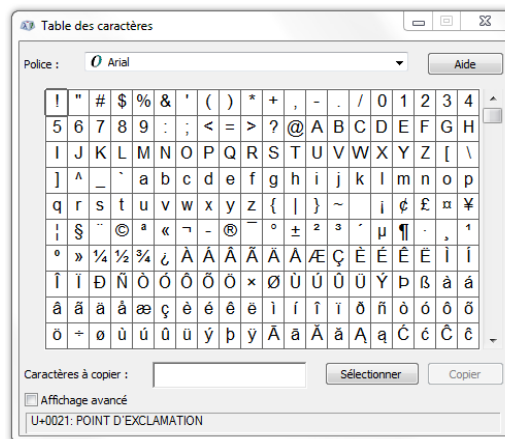 Table des caractères
Police : O Arial Aide
! " # $ % & ' ( ) * + , - . / 0 1 2 3 4
5 6 7 8 9 : ; < = > ? @ A B C D E F G H
I J K L M N O P Q R S T U V W X Y Z [ \
] ^ _ ` a b c d e f g h i j k l m n o p
q r s t u v w x y z { | } ~ ¡ ¢ £ ¤ ¥
¦ § ¨ © ª « ¬ - ® ¯ ° ± ² ³ ´ µ ¶ · ¸ ¹
º » ¼ ½ ¾ ¿ À Á Â Ã Ä Å Æ Ç È É Ê Ë Ì Í
Î Ï Ð Ñ Ò Ó Ô Õ Ö × Ø Ù Ú Û Ü Ý Þ ß à á
â ã ä å æ ç è é ê ë ì í î ï ð ñ ò ó ô õ
ö ÷ ø ù ú û ü ý þ ÿ Ā ā Ă ă Ą ą Ć ć Ĉ ĉ
Caractères à copier : Sélectionner Copier
Affichage avancé
U+0021: POINT D'EXCLAMATION